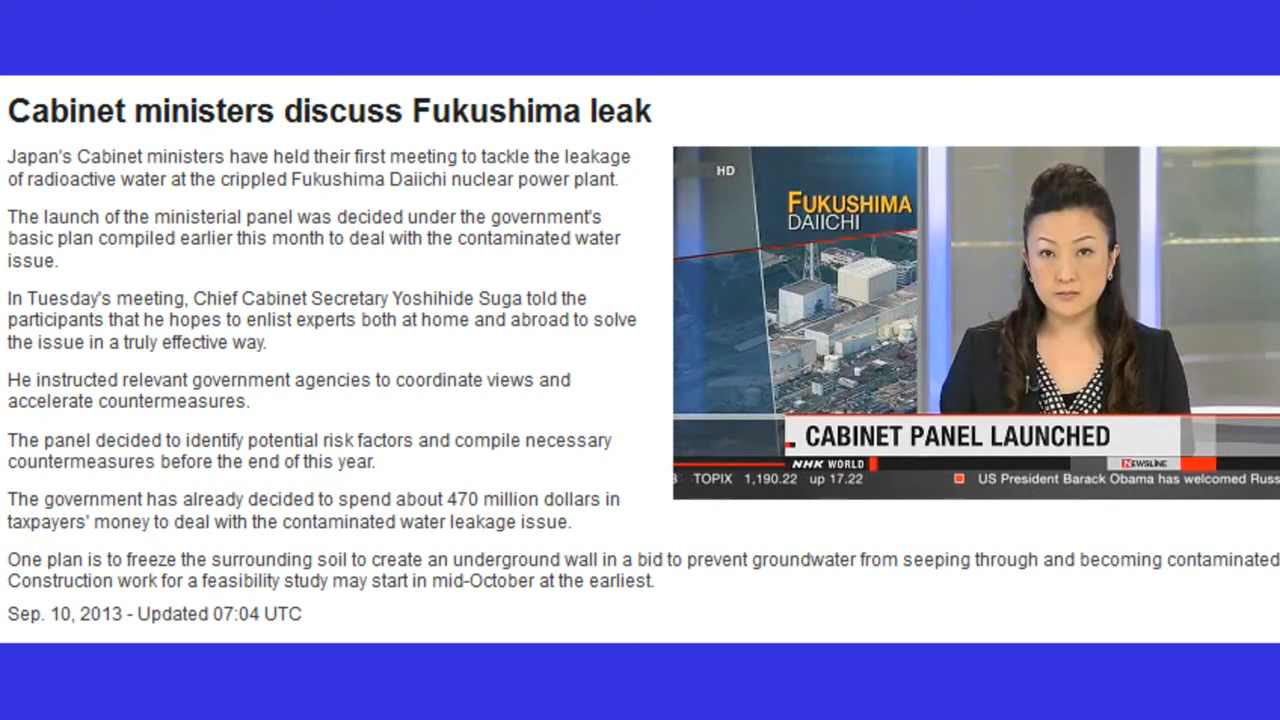 Cabinet ministers discuss Fukushima leak
Japan's Cabinet ministers have held their first meeting to tackle the leakage
of radioactive water at the crippled Fukushima Daiichi nuclear power plant.
The launch of the ministerial panel was decided under the government's
basic plan compiled earlier this month to deal with the contaminated water
issue.
In Tuesday's meeting, Chief Cabinet Secretary Yoshihide Suga told the
participants that he hopes to enlist experts both at home and abroad to solve
the issue in a truly effective way.
He instructed relevant government agencies to coordinate views and
accelerate countermeasures.
The panel decided to identify potential risk factors and compile necessary
countermeasures before the end of this year.
The government has already decided to spend about 470 million dollars in
taxpayers' money to deal with the contaminated water leakage issue.
One plan is to freeze the surrounding soil to create an underground wall in a bid to prevent groundwater from seeping through and becoming contaminated
Construction work for a feasibility study may start in mid-October at the earliest.
Sep. 10, 2013 - Updated 07:04 UTC
HD
FUKUSHIMA
DAIICHI
CABINET PANEL LAUNCHED
NHK WORLD
NEWSLINE
TOPIX 1,190.22 up 17.22 US President Barack Obama has welcomed Russ